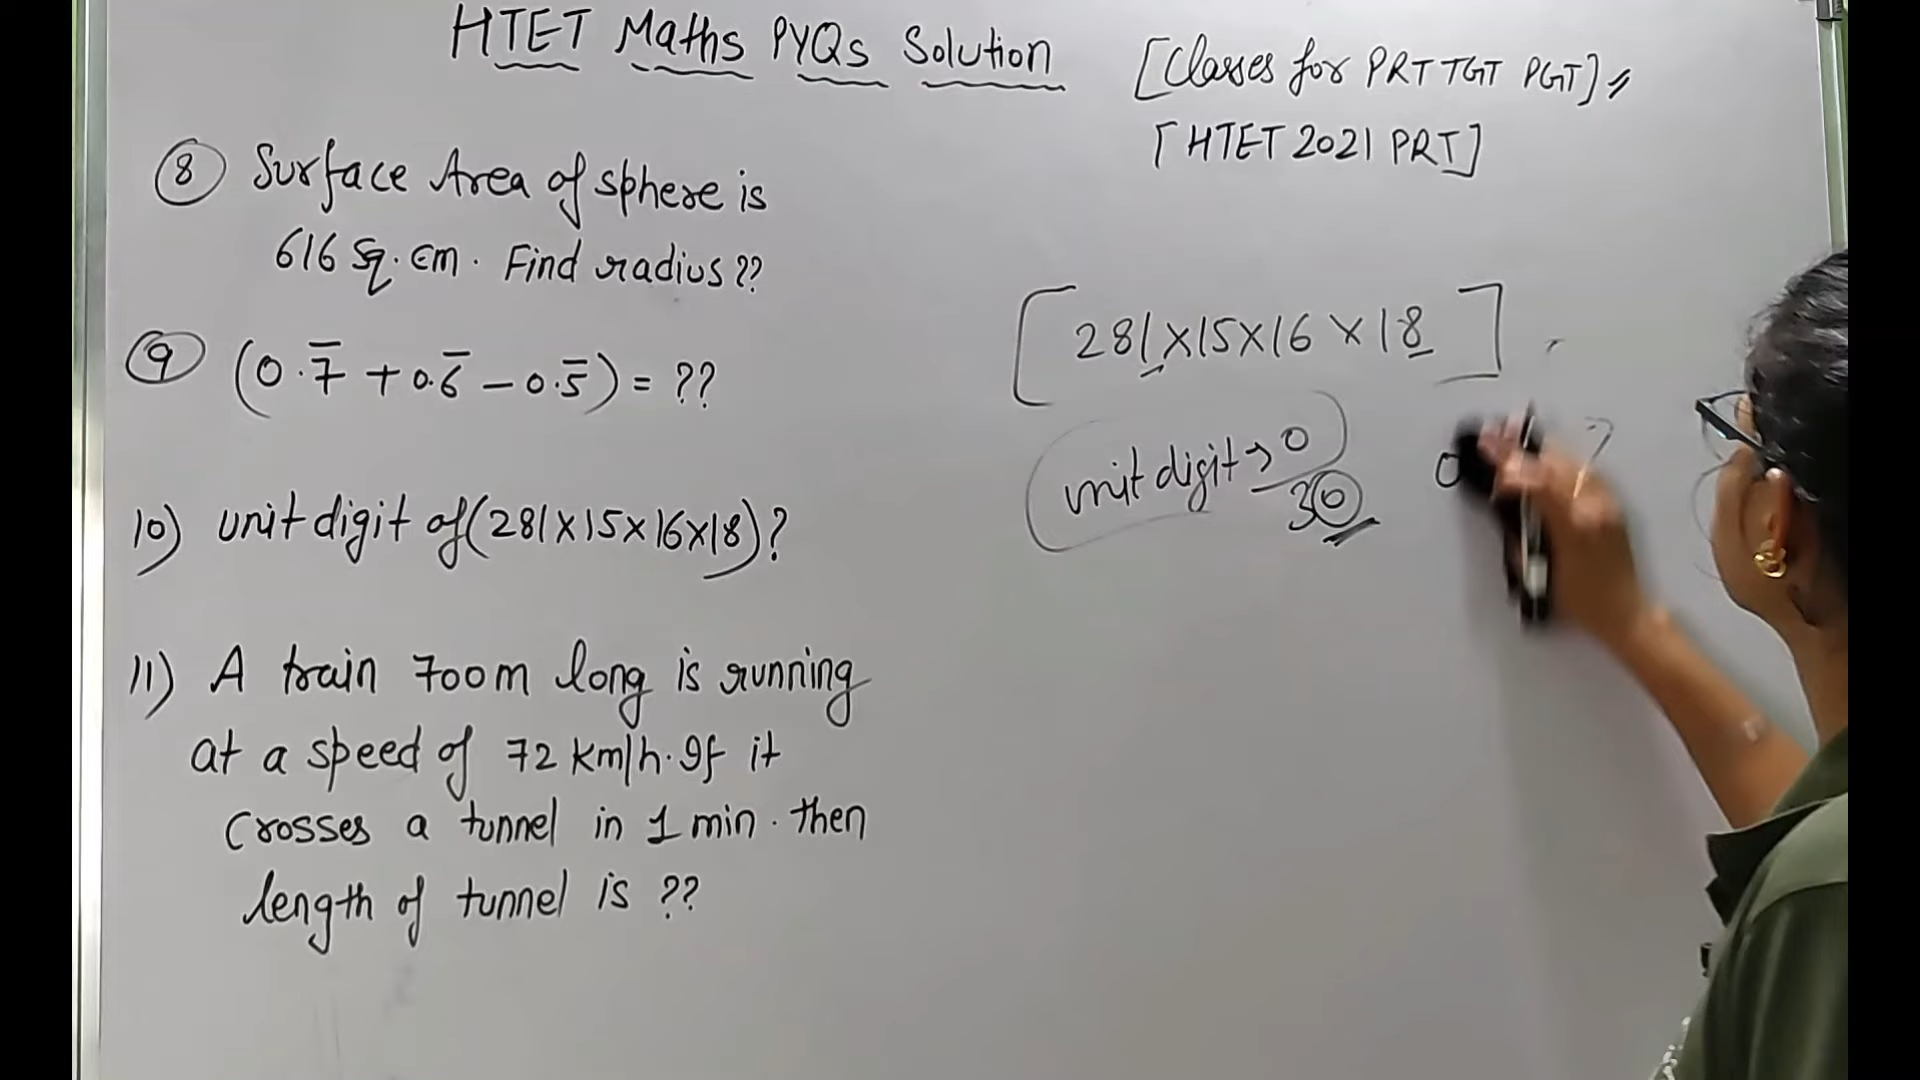 HTET Maths PYQs Solution
[Classes for PRT TGT PGT]
[HTET 2021 PRT]
8 Surface Area of sphere is
616 sq.cm. Find radius??
9 (0.7̅ + 0.6̅ − 0.5̅) = ??
10) unit digit of (281×15×16×18)?
11) A train 700m long is running
at a speed of 72 km/h. If it
crosses a tunnel in 1 min. then
length of tunnel is ??
[281×15×16×18]
unit digit → 0
30
0